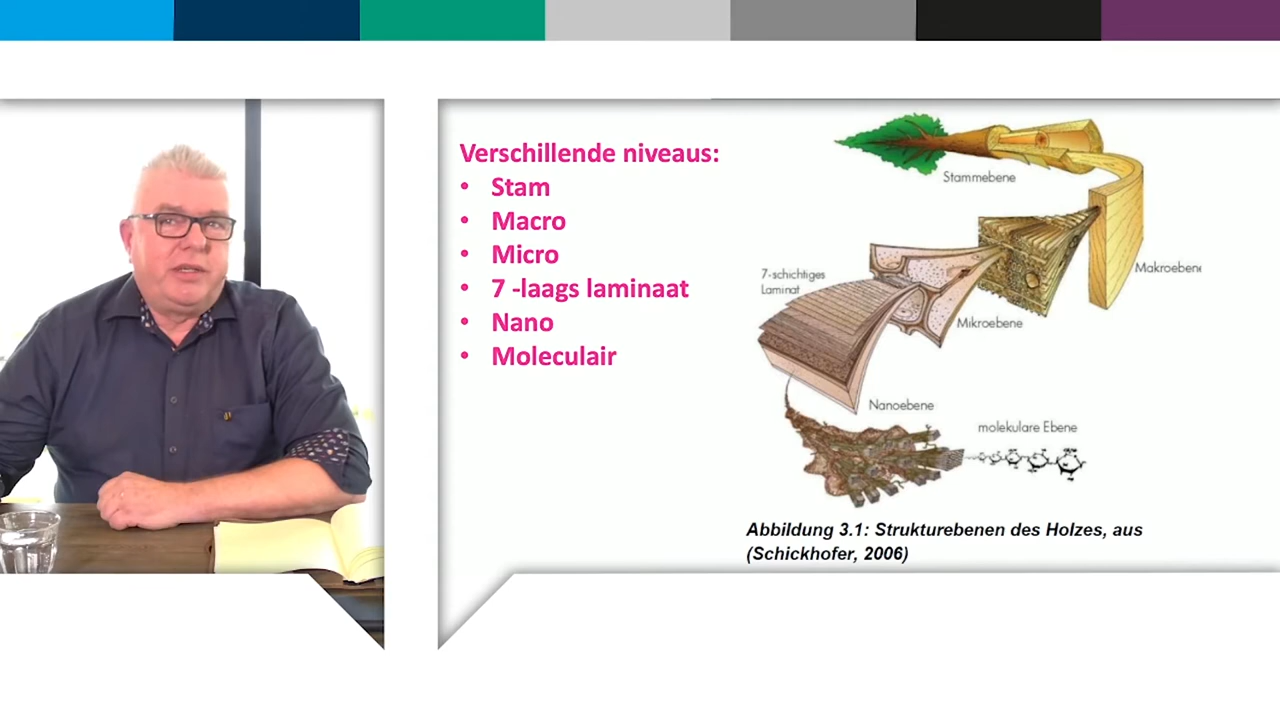 Verschillende niveaus:
• Stam
• Macro
• Micro
• 7 -laags laminaat
• Nano
• Moleculair
Stammebene
Makroebene
7-schichtiges
Laminat
Mikroebene
Nanoebene
molekulare Ebene
Abbildung 3.1: Strukturebenen des Holzes, aus
(Schickhofer, 2006)